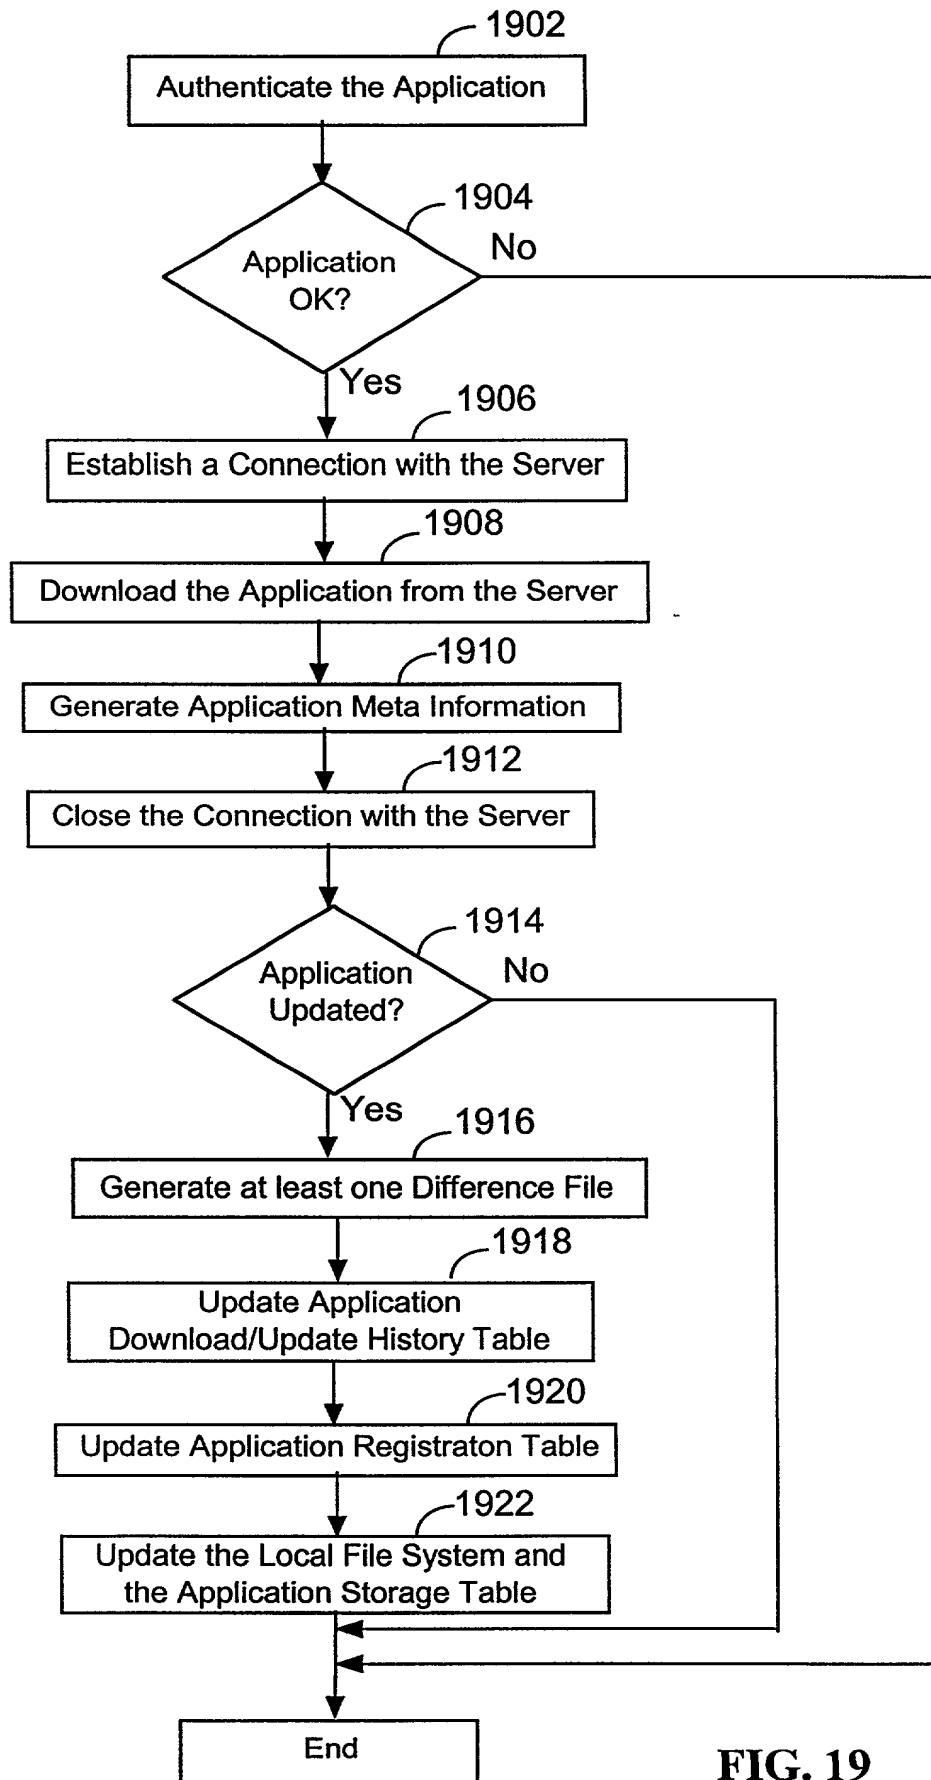 1902
Authenticate the Application
1904
Application
OK?
No
Yes
1906
Establish a Connection with the Server
1908
Download the Application from the Server
1910
Generate Application Meta Information
1912
Close the Connection with the Server
1914
Application
Updated?
No
Yes
1916
Generate at least one Difference File
1918
Update Application
Download/Update History Table
1920
Update Application Registraton Table
1922
Update the Local File System and
the Application Storage Table
End
FIG. 19